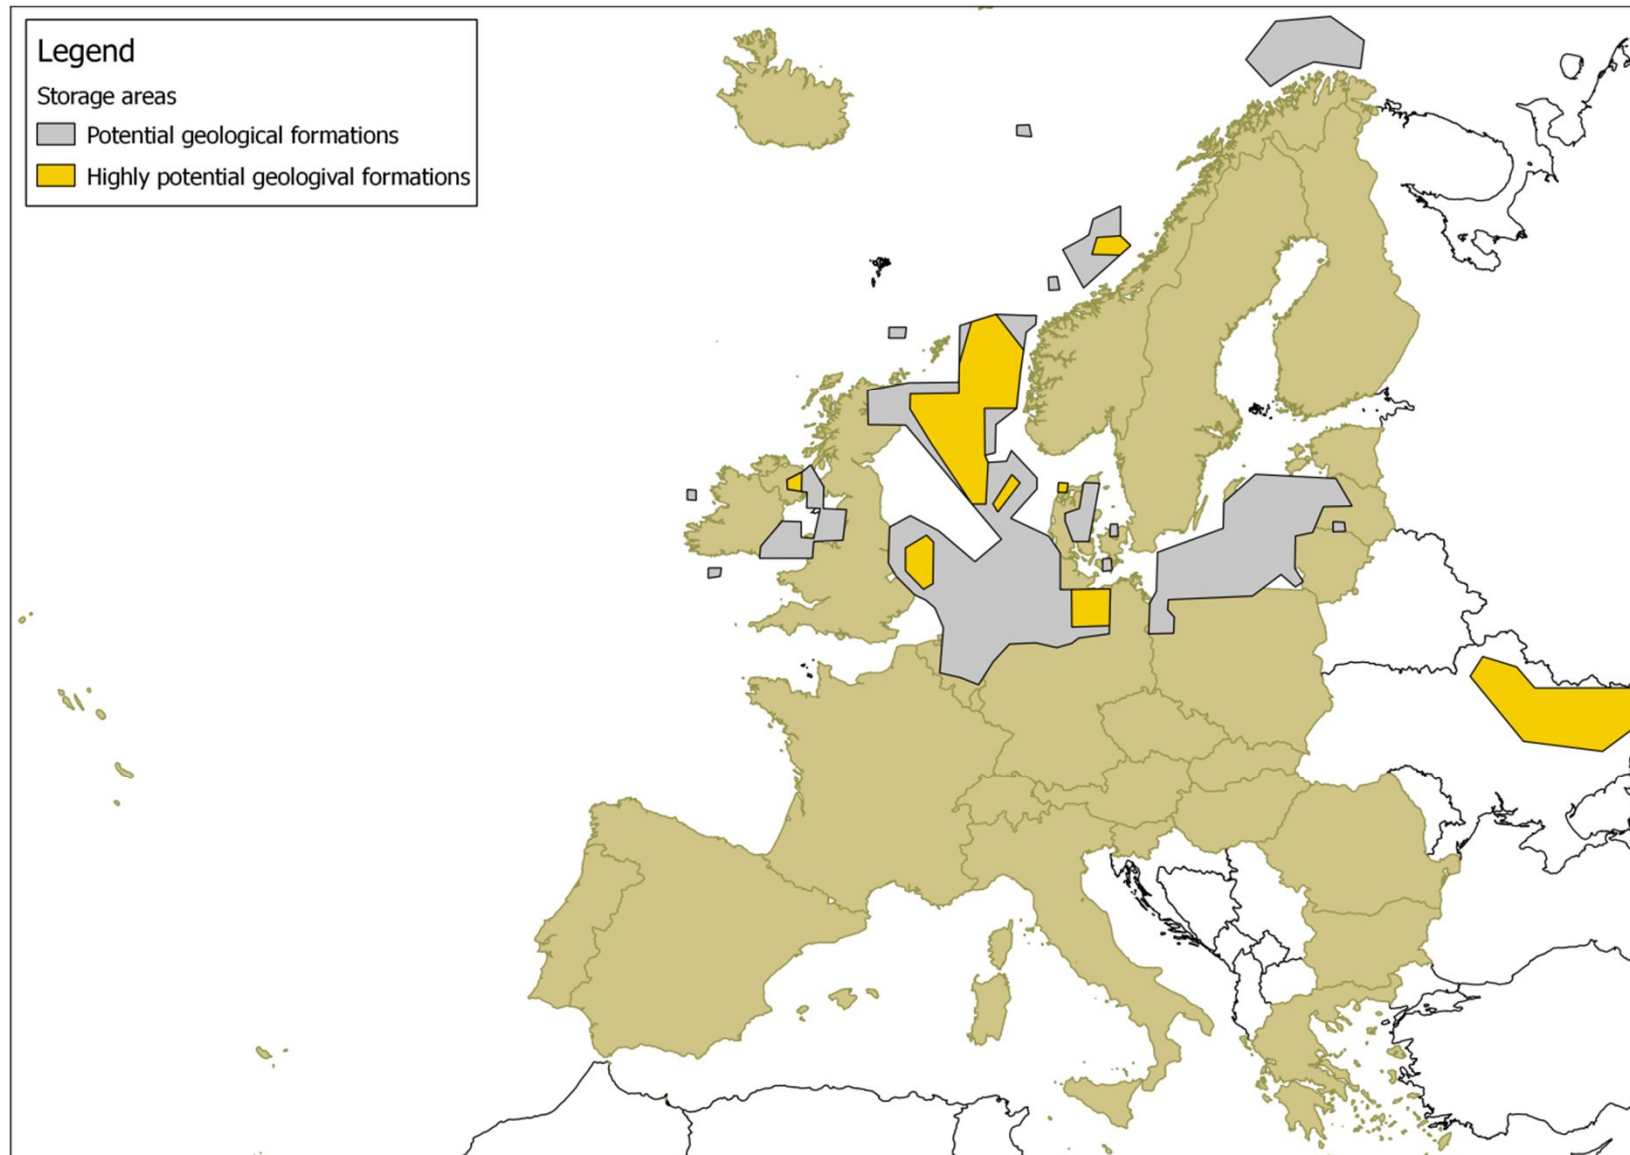 Legend
Storage areas
Potential geological formations
Highly potential geologival formations